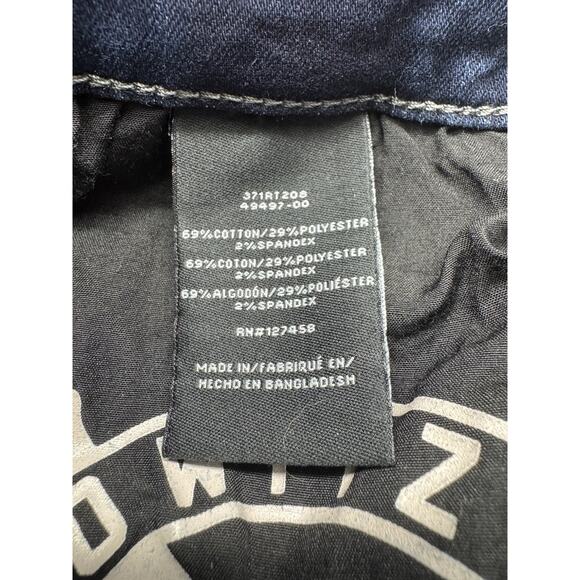 371RT208
49497-00
69%COTTON/29%POLYESTER
2%SPANDEX
69%COTON/29%POLYESTER
2%SPANDEX
69%ALGODÓN/29%POLIÉSTER
2%SPANDEX
RN#127458
MADE IN/FABRIQUÉ EN/
HECHO EN BANGLADESH